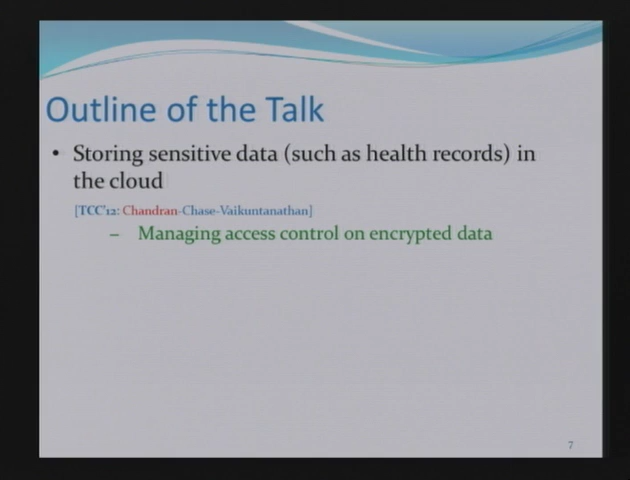 Outline of the Talk
• Storing sensitive data (such as health records) in
the cloud
[TCC'12: Chandran-Chase-Vaikuntanathan]
– Managing access control on encrypted data
7